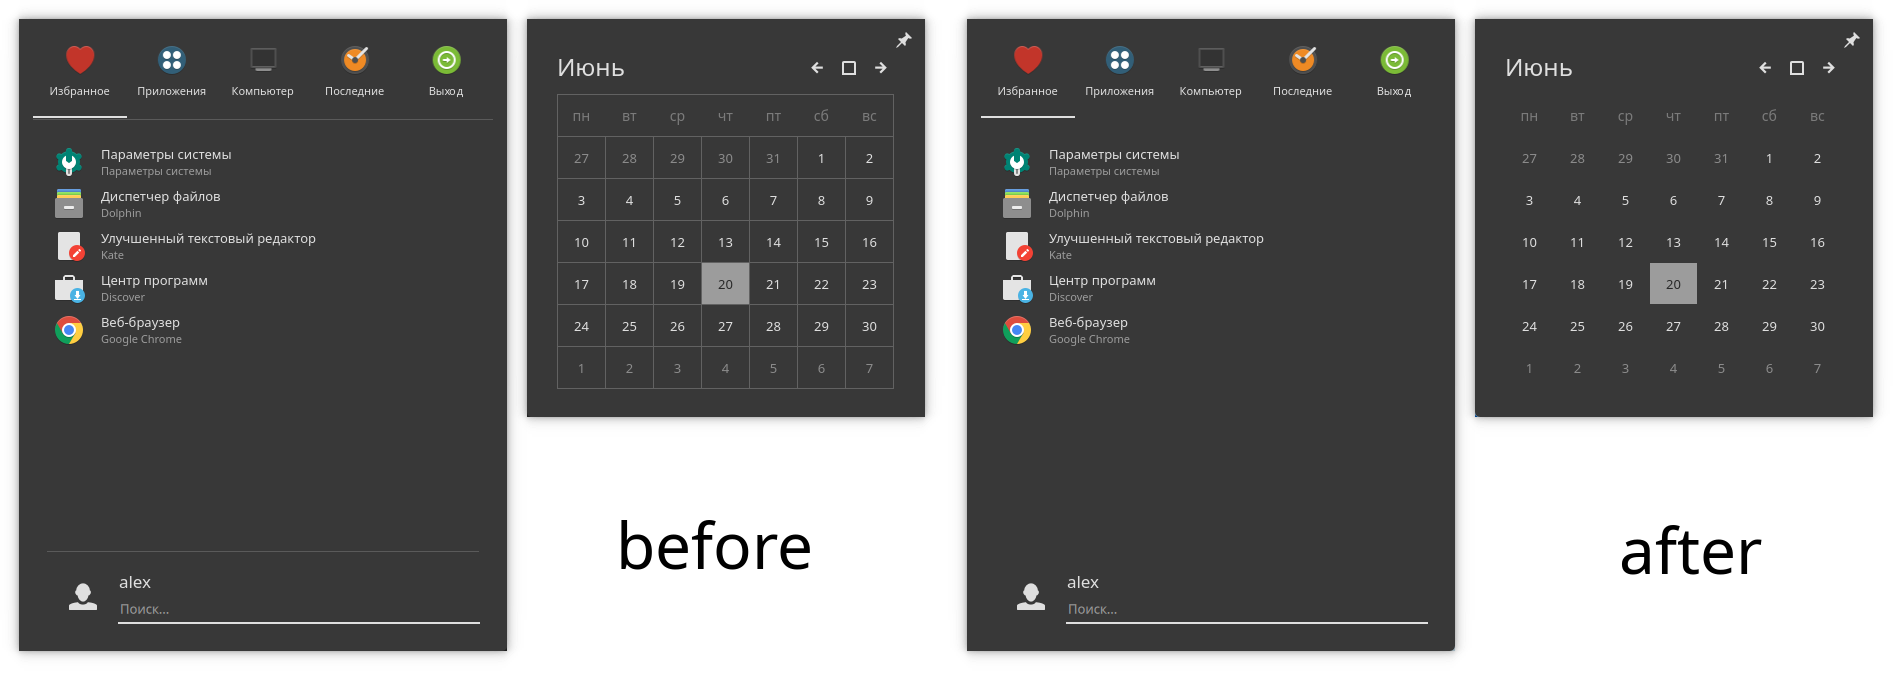 Избранное Приложения Компьютер Последние Выход
Параметры системы
Параметры системы
Диспетчер файлов
Dolphin
Улучшенный текстовый редактор
Kate
Центр программ
Discover
Веб-браузер
Google Chrome
alex
Поиск...
Июнь
пн вт ср чт пт сб вс
27 28 29 30 31 1 2
3 4 5 6 7 8 9
10 11 12 13 14 15 16
17 18 19 20 21 22 23
24 25 26 27 28 29 30
1 2 3 4 5 6 7
before
Избранное Приложения Компьютер Последние Выход
Параметры системы
Параметры системы
Диспетчер файлов
Dolphin
Улучшенный текстовый редактор
Kate
Центр программ
Discover
Веб-браузер
Google Chrome
alex
Поиск...
Июнь
пн вт ср чт пт сб вс
27 28 29 30 31 1 2
3 4 5 6 7 8 9
10 11 12 13 14 15 16
17 18 19 20 21 22 23
24 25 26 27 28 29 30
1 2 3 4 5 6 7
after